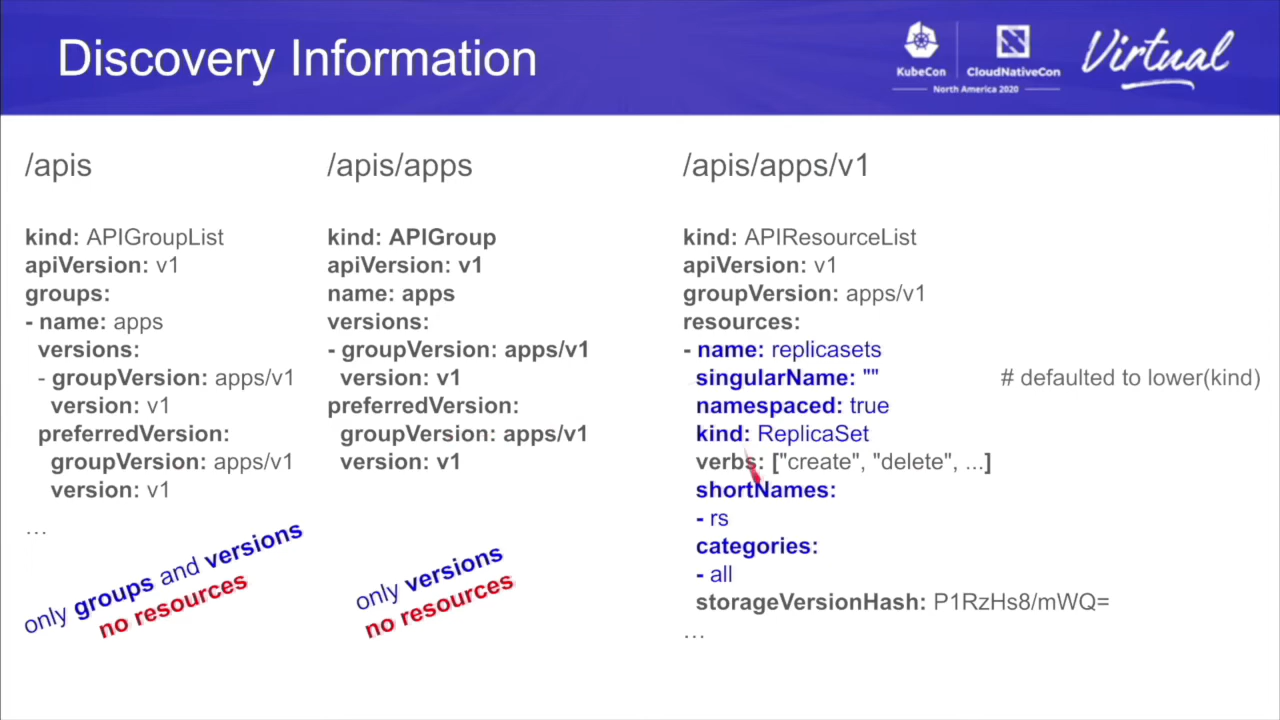 Discovery Information
KubeCon
CloudNativeCon
North America 2020
Virtual
/apis
kind: APIGroupList
apiVersion: v1
groups:
- name: apps
versions:
- groupVersion: apps/v1
version: v1
preferredVersion:
groupVersion: apps/v1
version: v1
...
only groups and versions
no resources
/apis/apps
kind: APIGroup
apiVersion: v1
name: apps
versions:
- groupVersion: apps/v1
version: v1
preferredVersion:
groupVersion: apps/v1
version: v1
only versions
no resources
/apis/apps/v1
kind: APIResourceList
apiVersion: v1
groupVersion: apps/v1
resources:
- name: replicasets
singularName: "" # defaulted to lower(kind)
namespaced: true
kind: ReplicaSet
verbs: ["create", "delete", ...]
shortNames:
- rs
categories:
- all
storageVersionHash: P1RzHs8/mWQ=
...